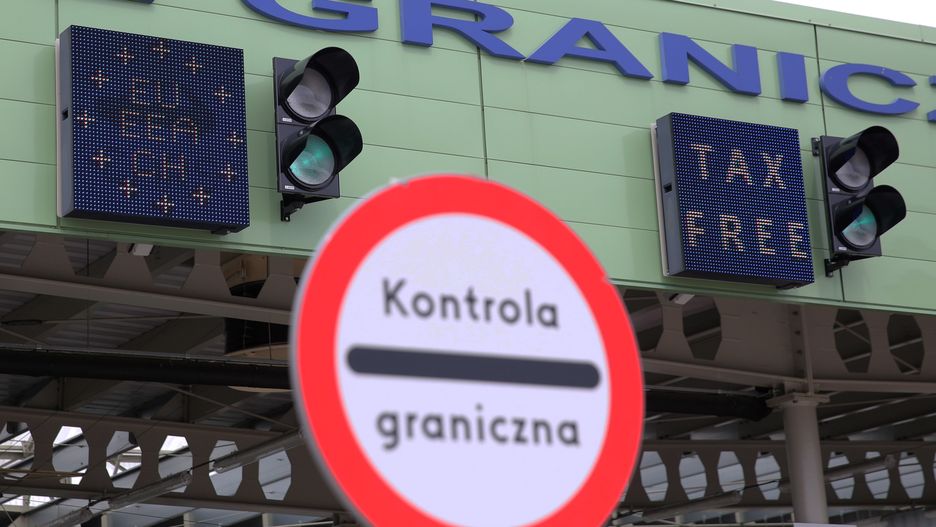 GRANIC
EU
EEA
CH
TAX
FREE
Kontrola
graniczna